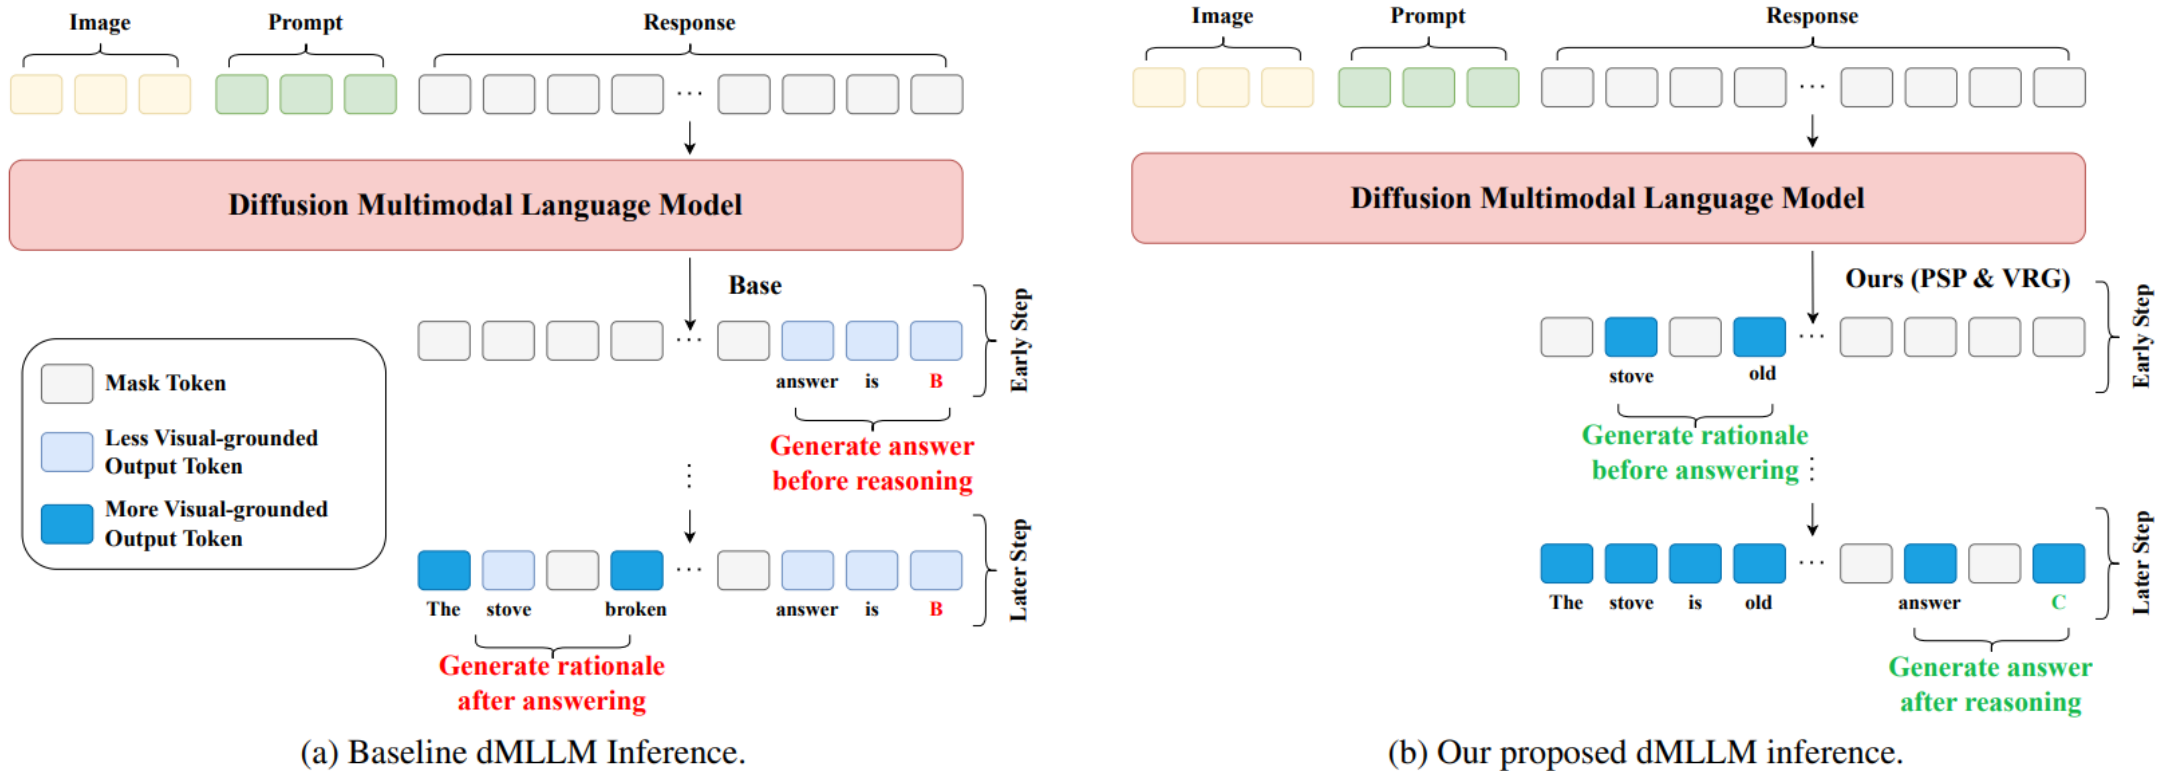 Image Prompt Response
...
Diffusion Multimodal Language Model
Base
Early Step
...
answer is B
Generate answer
before reasoning
Mask Token
Less Visual-grounded
Output Token
More Visual-grounded
Output Token
Later Step
...
The stove broken answer is B
Generate rationale
after answering
(a) Baseline dMLLM Inference.
Image Prompt Response
...
Diffusion Multimodal Language Model
Ours (PSP & VRG)
Early Step
...
stove old
Generate rationale
before answering
Later Step
...
The stove is old answer C
Generate answer
after reasoning
(b) Our proposed dMLLM inference.